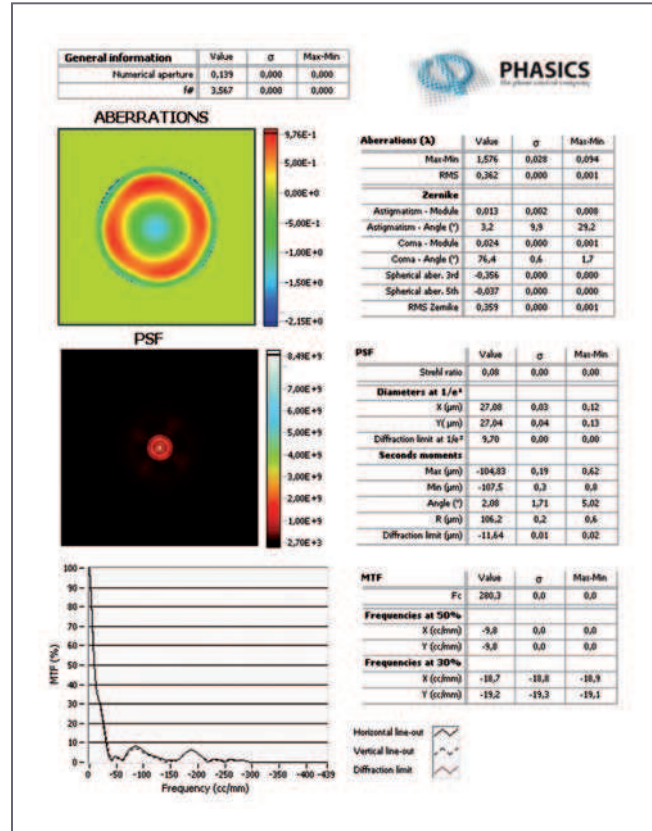 General information Value σ Max-Min
Numerical aperture 0,139 0,000 0,000
f# 3,567 0,000 0,000
PHASICS
the phase control company
ABERRATIONS
9,76E-1
5,00E-1
0,00E+0
-5,00E-1
-1,00E+0
-1,50E+0
-2,15E+0
Aberrations (λ) Value σ Max-Min
Max-Min 1,576 0,028 0,094
RMS 0,362 0,000 0,001
Zernike
Astigmatism - Module 0,013 0,002 0,008
Astigmatism - Angle (°) 3,2 9,9 29,2
Coma - Module 0,024 0,000 0,001
Coma - Angle (°) 76,4 0,6 1,7
Spherical aber. 3rd -0,356 0,000 0,000
Spherical aber. 5th -0,037 0,000 0,000
RMS Zernike 0,359 0,000 0,001
PSF
8,49E+9
7,00E+9
6,00E+9
5,00E+9
4,00E+9
3,00E+9
2,00E+9
1,00E+9
2,70E+3
PSF Value σ Max-Min
Strehl ratio 0,08 0,00 0,00
Diameters at 1/e²
X (µm) 27,08 0,03 0,12
Y( µm) 27,04 0,04 0,13
Diffraction limit at 1/e² 9,70 0,00 0,00
Seconds moments
Max (µm) -104,83 0,19 0,62
Min (µm) -107,5 0,3 0,8
Angle (°) 2,08 1,71 5,02
R (µm) 106,2 0,2 0,6
Diffraction limit (µm) -11,64 0,01 0,02
MTF (%)
100
90
80
70
60
50
40
30
20
10
0
0 -50 -100 -150 -200 -250 -300 -350 -400 -439
Frequency (cc/mm)
MTF Value σ Max-Min
Fc 280,3 0,0 0,0
Frequencies at 50%
X (cc/mm) -9,8 0,0 0,0
Y (cc/mm) -9,8 0,0 0,0
Frequencies at 30%
X (cc/mm) -18,7 -18,8 -18,9
Y (cc/mm) -19,2 -19,3 -19,1
Horizontal line-out
Vertical line-out
Diffraction limit